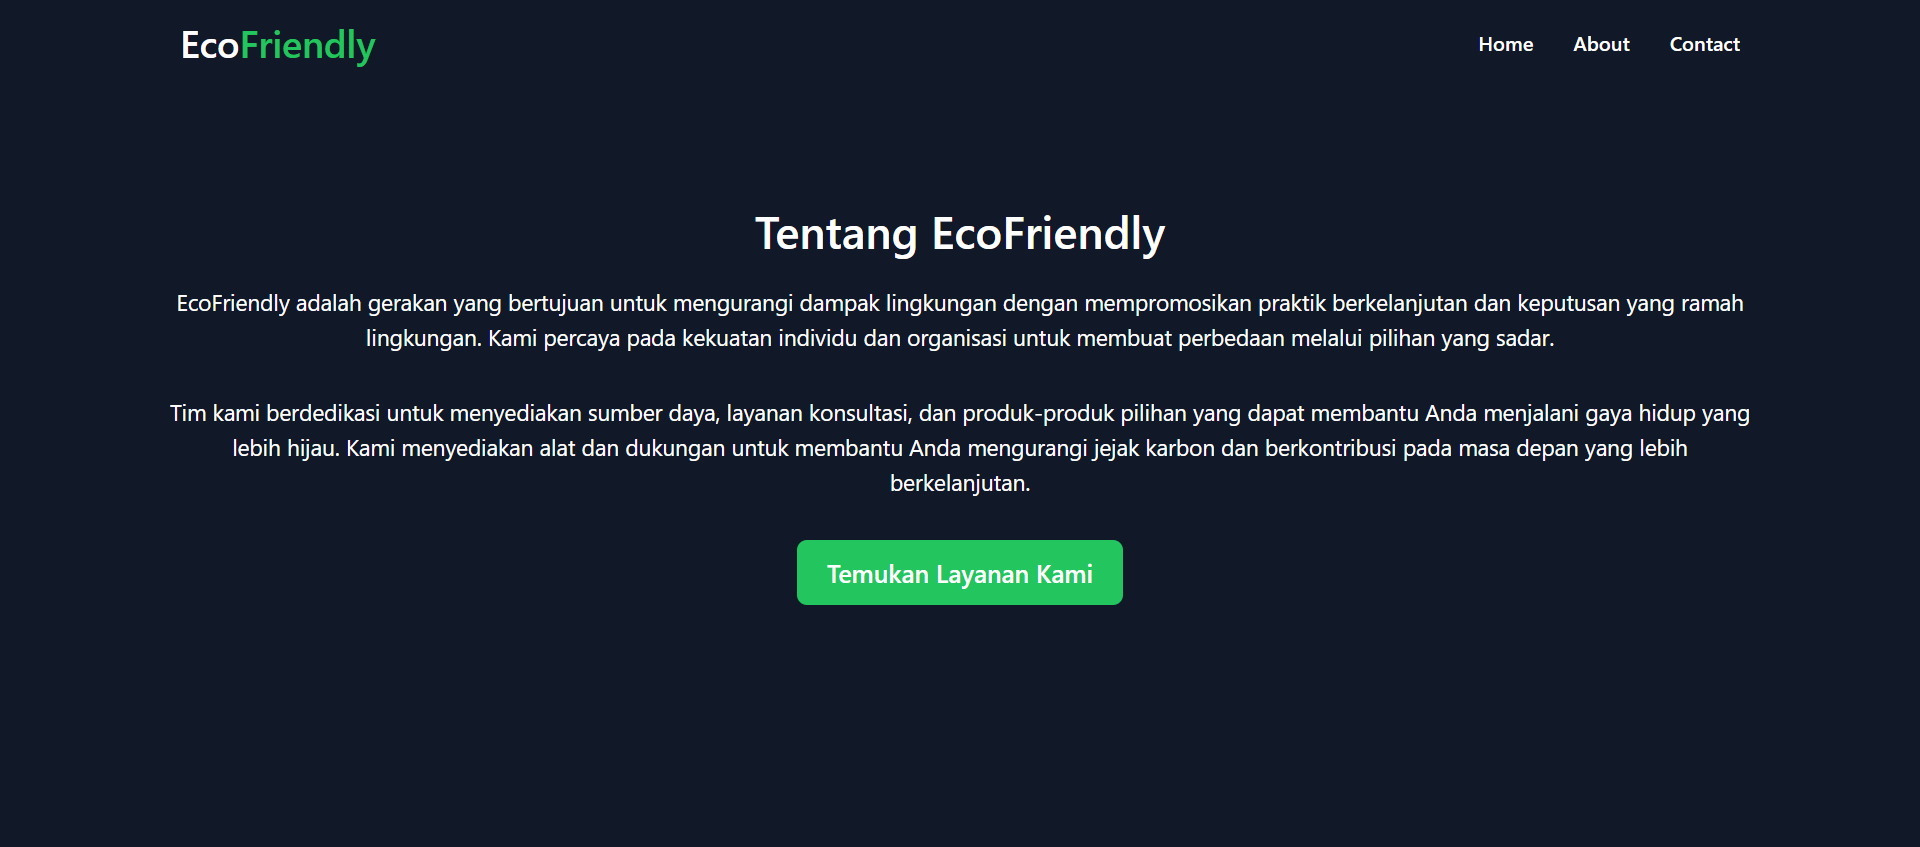 EcoFriendly
Home About Contact
Tentang EcoFriendly
EcoFriendly adalah gerakan yang bertujuan untuk mengurangi dampak lingkungan dengan mempromosikan praktik berkelanjutan dan keputusan yang ramah
lingkungan. Kami percaya pada kekuatan individu dan organisasi untuk membuat perbedaan melalui pilihan yang sadar.
Tim kami berdedikasi untuk menyediakan sumber daya, layanan konsultasi, dan produk-produk pilihan yang dapat membantu Anda menjalani gaya hidup yang
lebih hijau. Kami menyediakan alat dan dukungan untuk membantu Anda mengurangi jejak karbon dan berkontribusi pada masa depan yang lebih
berkelanjutan.
Temukan Layanan Kami